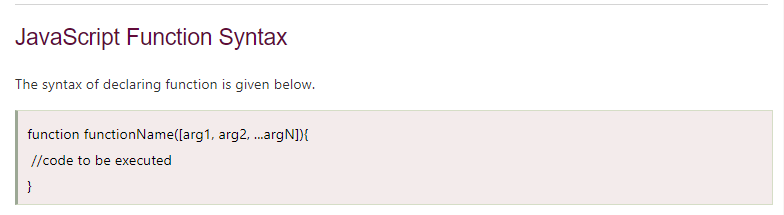 JavaScript Function Syntax
The syntax of declaring function is given below.
function functionName([arg1, arg2, ...argN]){
//code to be executed
}